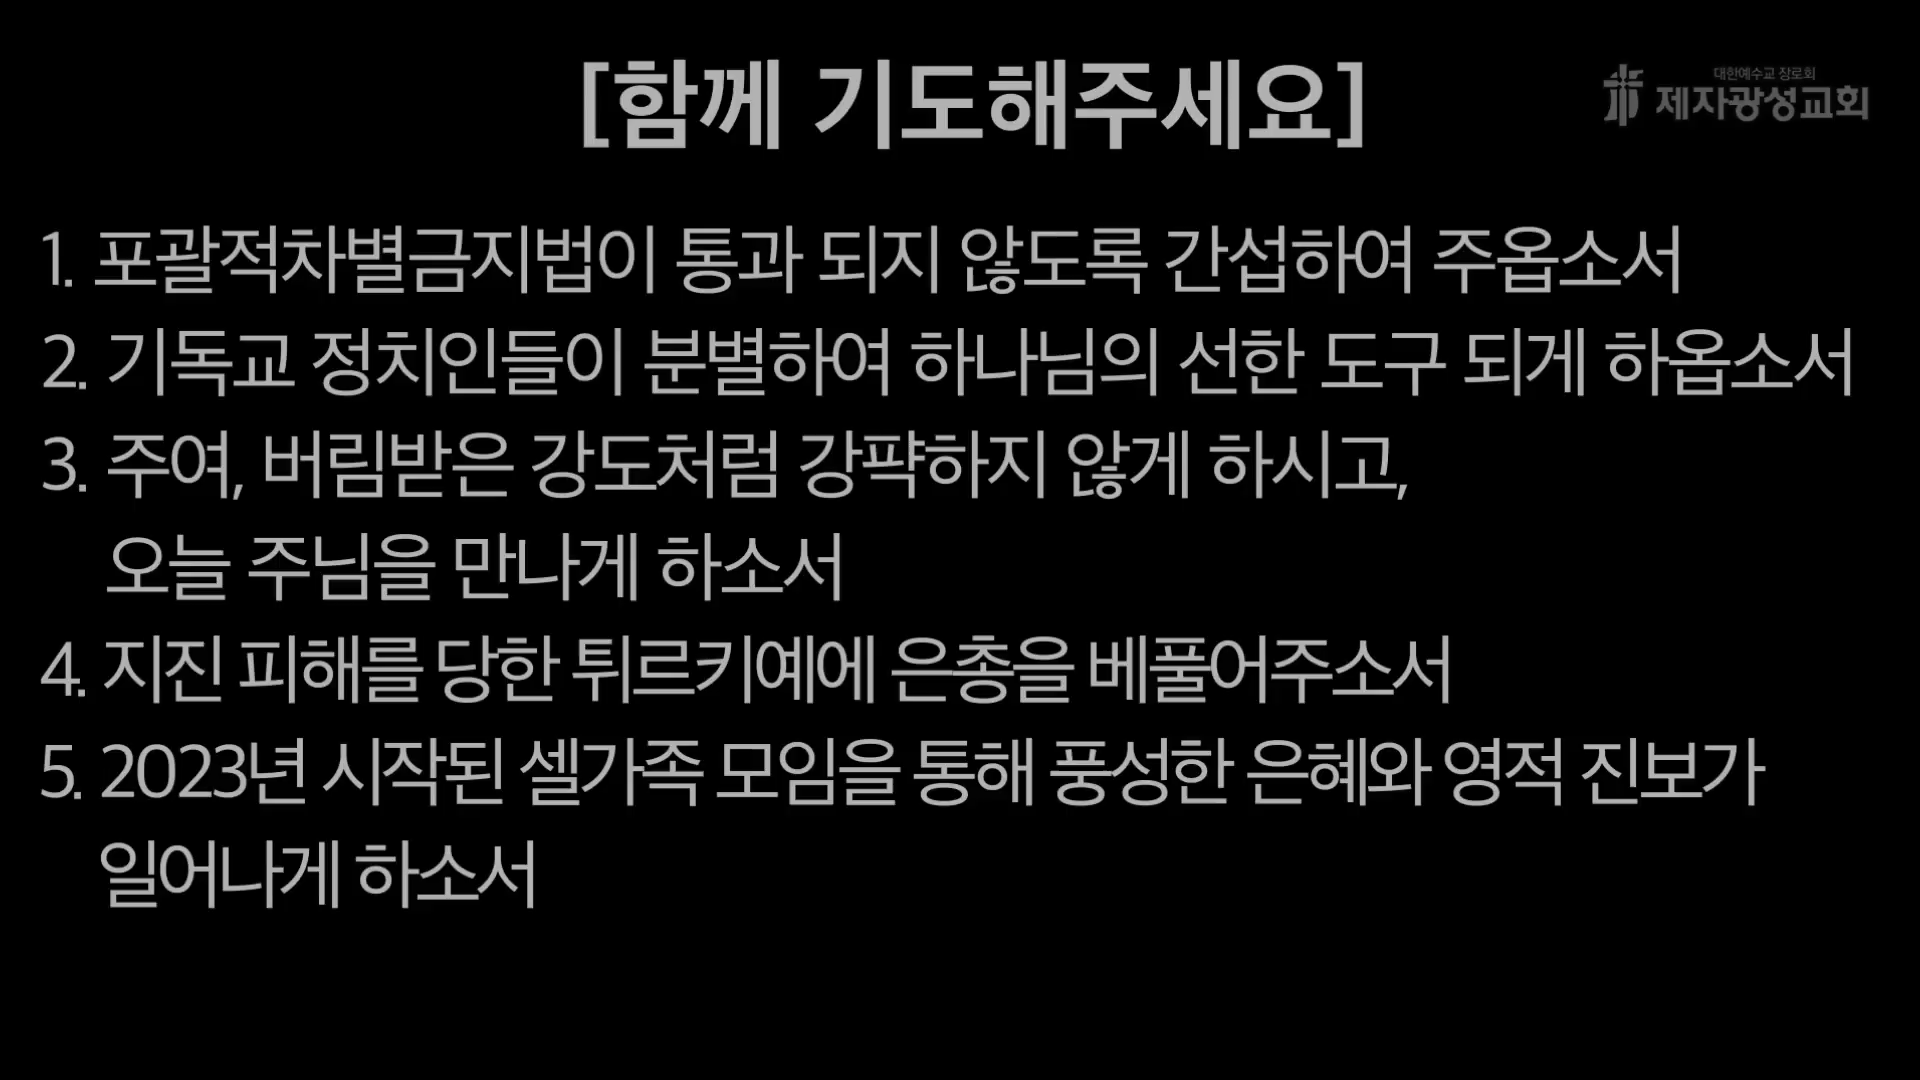 [함께 기도해주세요]
대한예수교 장로회
제자광성교회
1. 포괄적차별금지법이 통과 되지 않도록 간섭하여 주옵소서
2. 기독교 정치인들이 분별하여 하나님의 선한 도구 되게 하옵소서
3. 주여, 버림받은 강도처럼 강퍅하지 않게 하시고,
오늘 주님을 만나게 하소서
4. 지진 피해를 당한 튀르키예에 은총을 베풀어주소서
5. 2023년 시작된 셀가족 모임을 통해 풍성한 은혜와 영적 진보가
일어나게 하소서